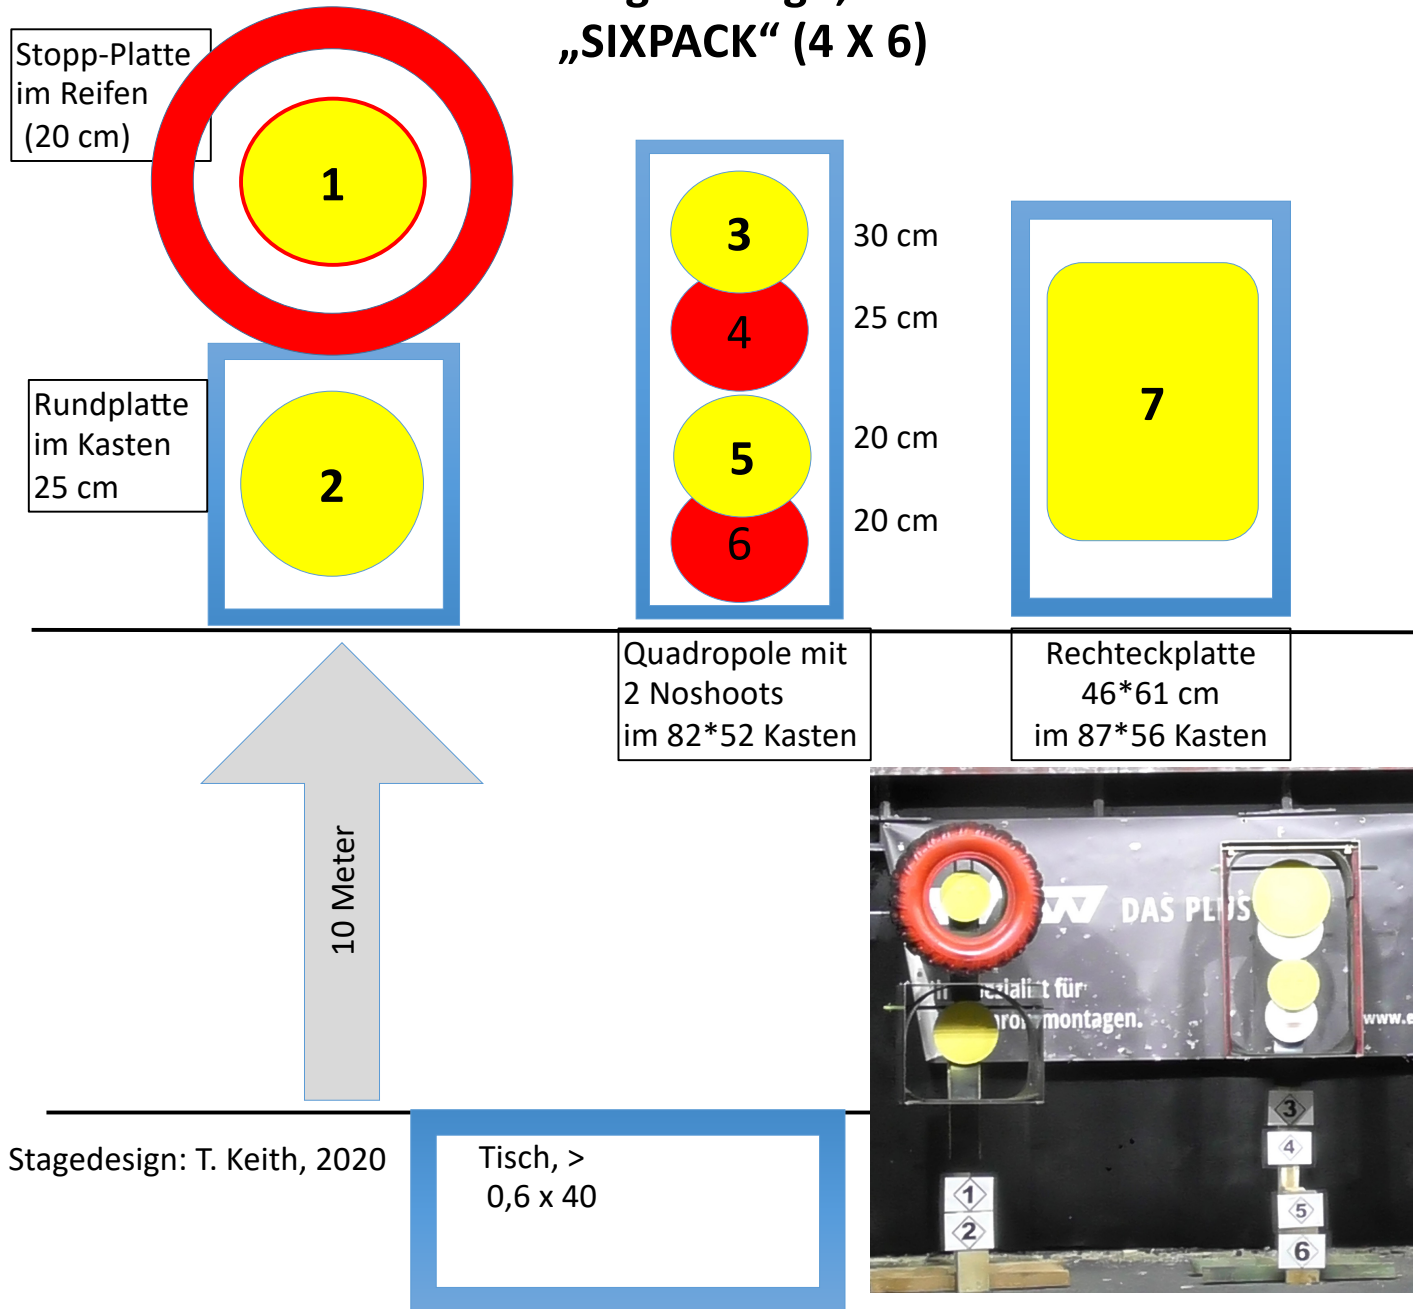 „SIXPACK“ (4 X 6)
Stopp-Platte
im Reifen
(20 cm)
1
Rundplatte
im Kasten
25 cm
2
3
4
5
6
30 cm
25 cm
20 cm
20 cm
7
Quadropole mit
2 Noshoots
im 82*52 Kasten
Rechteckplatte
46*61 cm
im 87*56 Kasten
10 Meter
Stagedesign: T. Keith, 2020
Tisch, >
0,6 x 40
DAS PLUS
für
montagen.
www.e
1
2
3
4
5
6